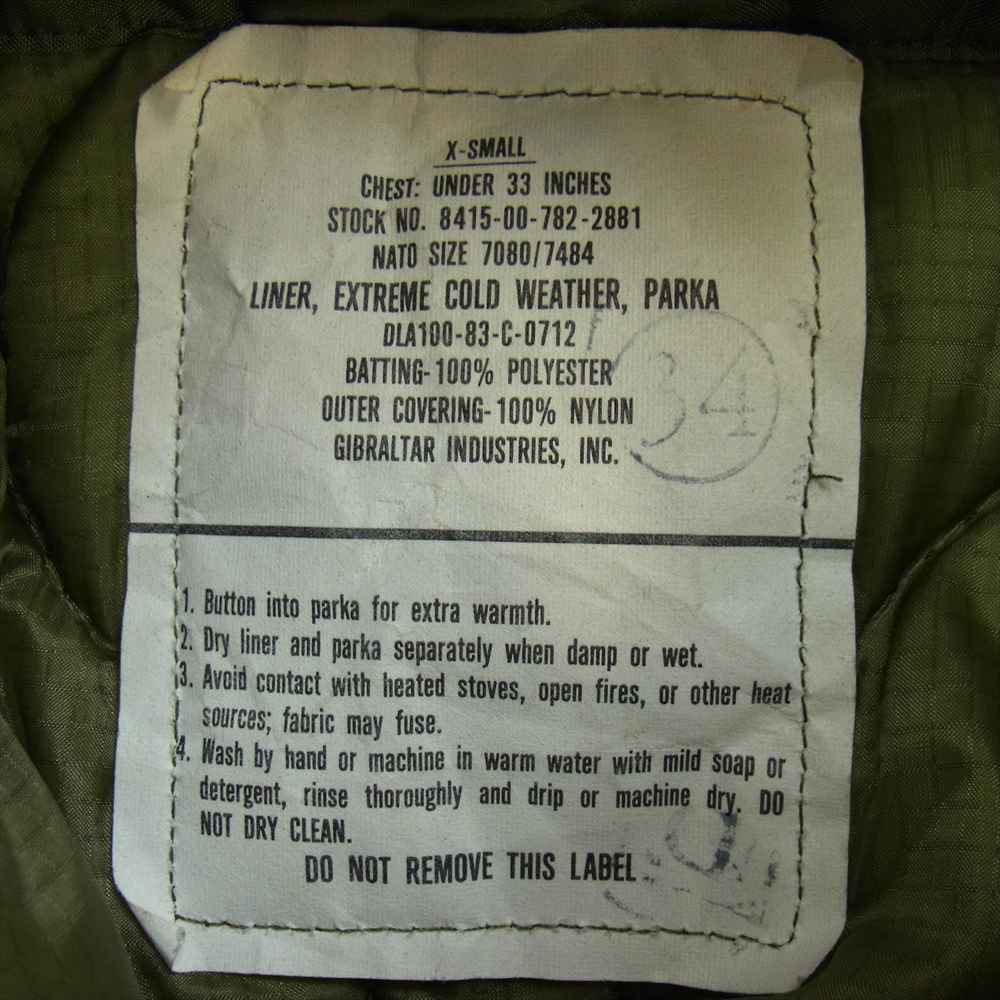 X-SMALL
CHEST: UNDER 33 INCHES
STOCK NO. 8415-00-782-2881
NATO SIZE 7080/7484
LINER, EXTREME COLD WEATHER, PARKA
DLA100-83-C-0712
BATTING-100% POLYESTER
OUTER COVERING-100% NYLON
GIBRALTAR INDUSTRIES, INC.
34
1. Button into parka for extra warmth.
2. Dry liner and parka separately when damp or wet.
3. Avoid contact with heated stoves, open fires, or other heat
sources; fabric may fuse.
4. Wash by hand or machine in warm water with mild soap or
detergent, rinse thoroughly and drip or machine dry. DO
NOT DRY CLEAN.
DO NOT REMOVE THIS LABEL